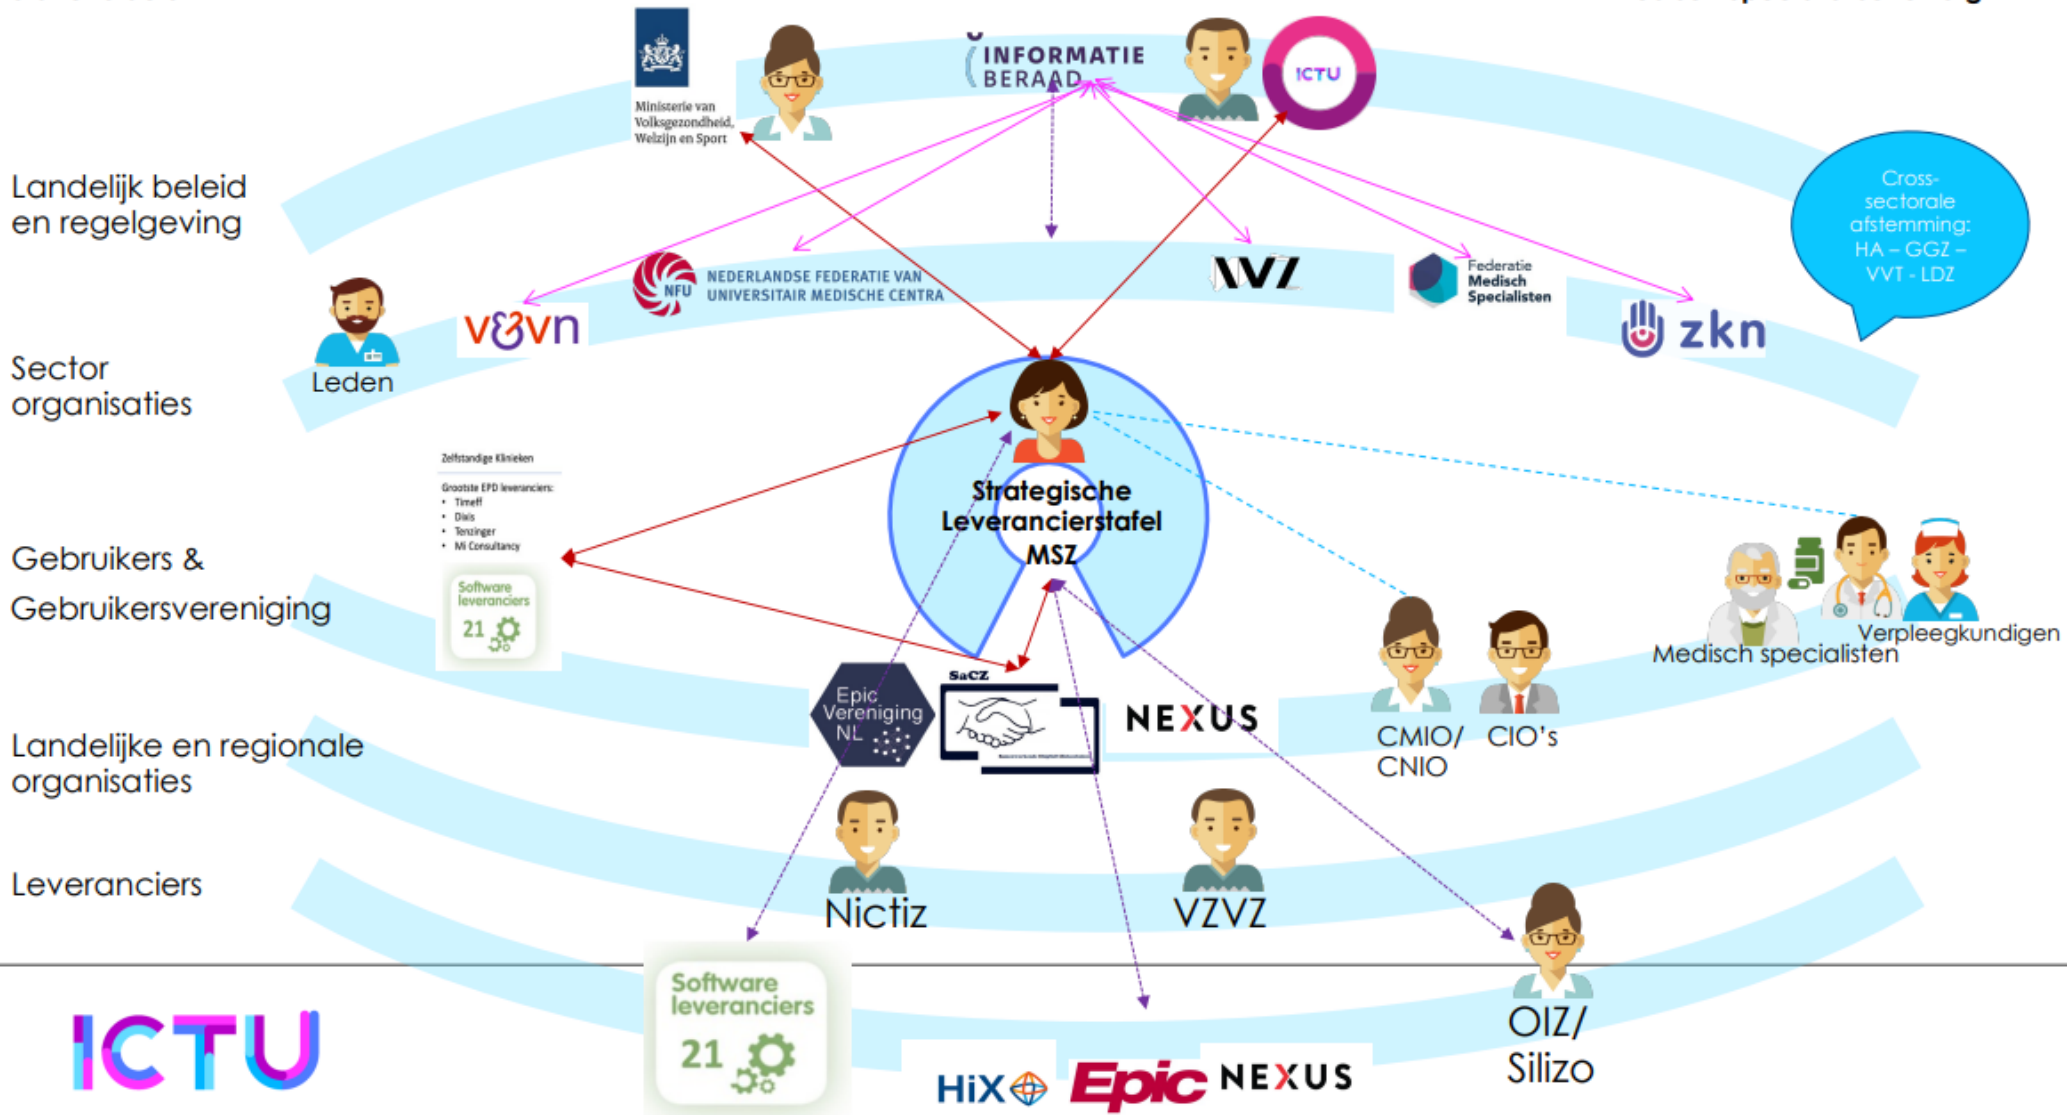 Ministerie van
Volksgezondheid,
Welzijn en Sport
INFORMATIE
BERAAD
ICTU
Landelijk beleid
en regelgeving
Cross-
sectorale
afstemming:
HA – GGZ –
VVT - LDZ
Leden
v&vn
NFU
NEDERLANDSE FEDERATIE VAN
UNIVERSITAIR MEDISCHE CENTRA
Federatie
Medisch
Specialisten
zkn
Sector
organisaties
Zelfstandige Klinieken
Grootste EPD leveranciers:
• Timeff
• Dixis
• Tenzinger
• Mi Consultancy
Software
leveranciers
21
Strategische
Leverancierstafel
MSZ
Gebruikers &
Gebruikersvereniging
Medisch specialisten
Verpleegkundigen
Epic
Vereniging
NL
SaCZ
NEXUS
CMIO/
CNIO
CIO's
Landelijke en regionale
organisaties
Nictiz
VZVZ
Leveranciers
Software
leveranciers
21
HiX
Epic
NEXUS
OIZ/
Silizo
ICTU